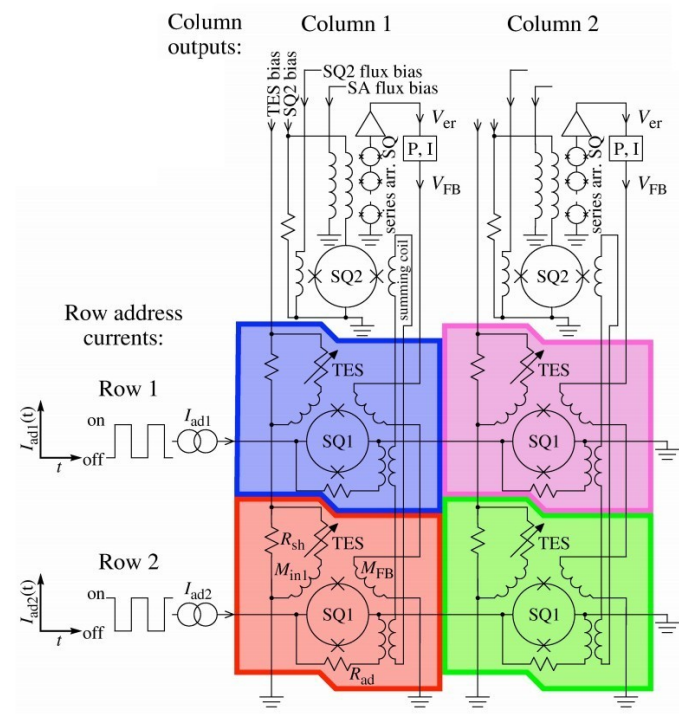 Column outputs:
Column 1
Column 2
TES bias
SQ2 bias
SQ2 flux bias
SA flux bias
V_er
P, I
V_FB
series arr. SQ
SQ2
summing coil
V_er
P, I
V_FB
series arr. SQ
SQ2
Row address currents:
Row 1
I_ad1(t)
on
off
t
I_ad1
TES
SQ1
TES
SQ1
Row 2
I_ad2(t)
on
off
t
I_ad2
R_sh
TES
M_in1
M_FB
SQ1
R_ad
TES
SQ1